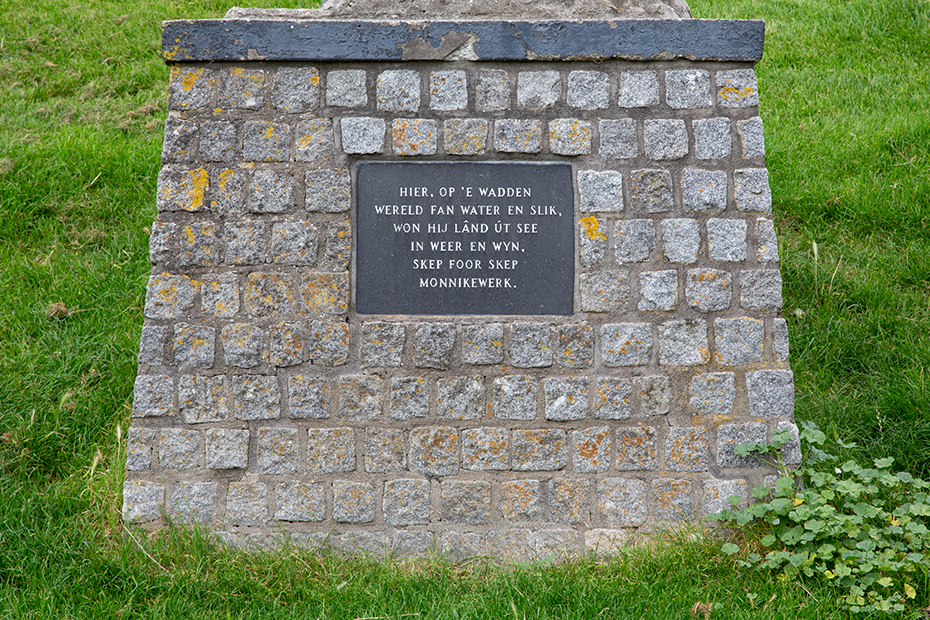 HIER, OP 'E WADDEN
WERELD FAN WATER EN SLIK,
WON HIJ LÂND ÚT SEE
IN WEER EN WYN,
SKEP FOOR SKEP
MONNIKEWERK.